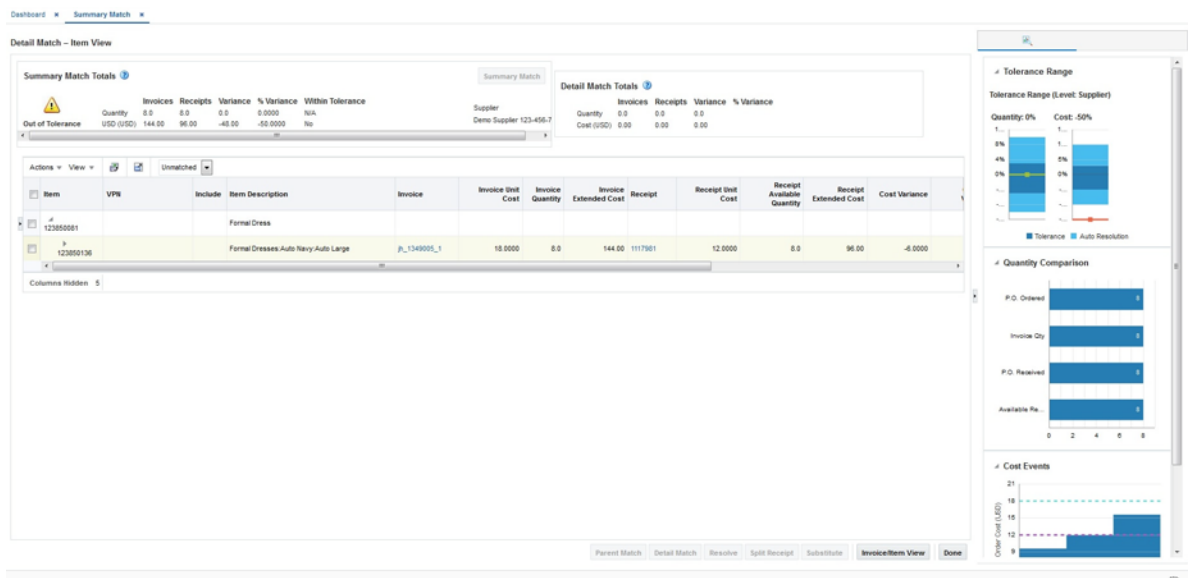 Dashboard Summary Match
Detail Match – Item View
Summary Match Totals
Summary Match
Invoices Receipts Variance % Variance Within Tolerance
Quantity 8.0 8.0 0.0 0.0000 N/A
Out of Tolerance USD (USD) 144.00 96.00 -48.00 -50.0000 No
Supplier
Demo Supplier 123-456-7
Detail Match Totals
Invoices Receipts Variance % Variance
Quantity 0.0 0.0 0.0
Cost (USD) 0.00 0.00 0.00
Actions View Unmatched
Item VPN Include Item Description Invoice Invoice Unit Cost Invoice Quantity Invoice Extended Cost Receipt Receipt Unit Cost Receipt Available Quantity Receipt Extended Cost Cost Variance
123850081 Formal Dress
123850136 Formal Dresses:Auto Navy:Auto Large jh_1349005_1 18.0000 8.0 144.00 1117981 12.0000 8.0 96.00 -6.0000
Columns Hidden 5
Parent Match Detail Match Resolve Split Receipt Substitute Invoice/Item View Done
Tolerance Range
Tolerance Range (Level: Supplier)
Quantity: 0% Cost: -50%
1... 1...
8%
4% 5%
0% 0%
-... -...
-... -...
-... -...
Tolerance Auto Resolution
Quantity Comparison
P.O. Ordered 8
Invoice Qty 8
P.O. Received 8
Available Re... 8
0 2 4 6 8
Cost Events
Order Cost (USD)
21
18
15
12
9